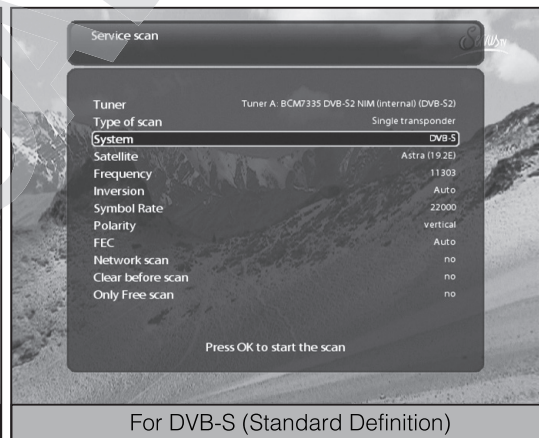 Service scan
Tuner Tuner A: BCM7335 DVB-S2 NIM (internal) (DVB-S2)
Type of scan Single transponder
System DVB-S
Satellite Astra (19.2E)
Frequency 11303
Inversion Auto
Symbol Rate 22000
Polarity vertical
FEC Auto
Network scan no
Clear before scan no
Only Free scan no
Press OK to start the scan
For DVB-S (Standard Definition)